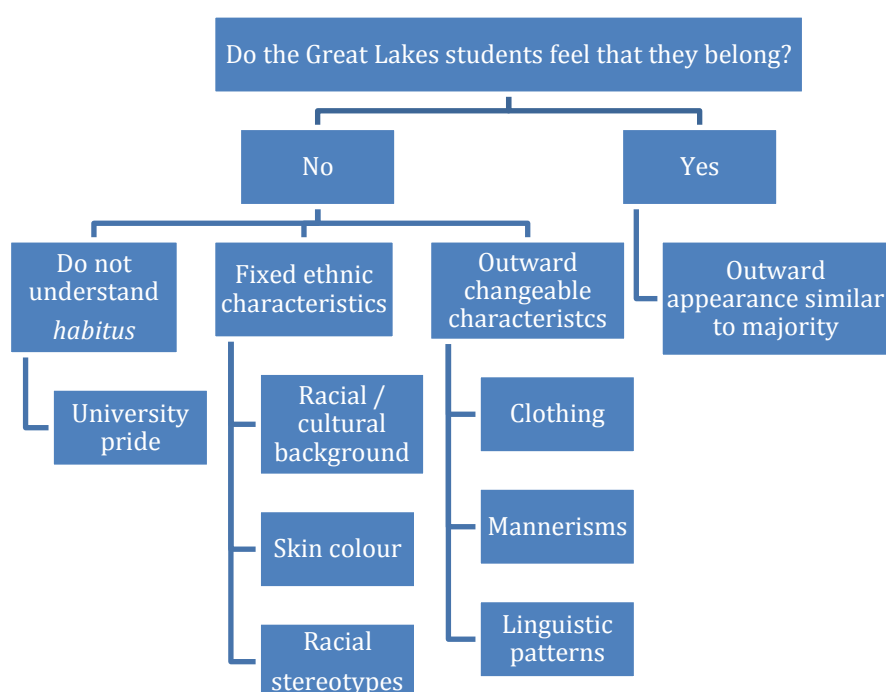 Do the Great Lakes students feel that they belong?
No
Yes
Do not
understand
habitus
Fixed ethnic
characteristics
Outward
changeable
characteristcs
Outward
appearance similar
to majority
University
pride
Racial /
cultural
background
Clothing
Skin colour
Mannerisms
Racial
stereotypes
Linguistic
patterns